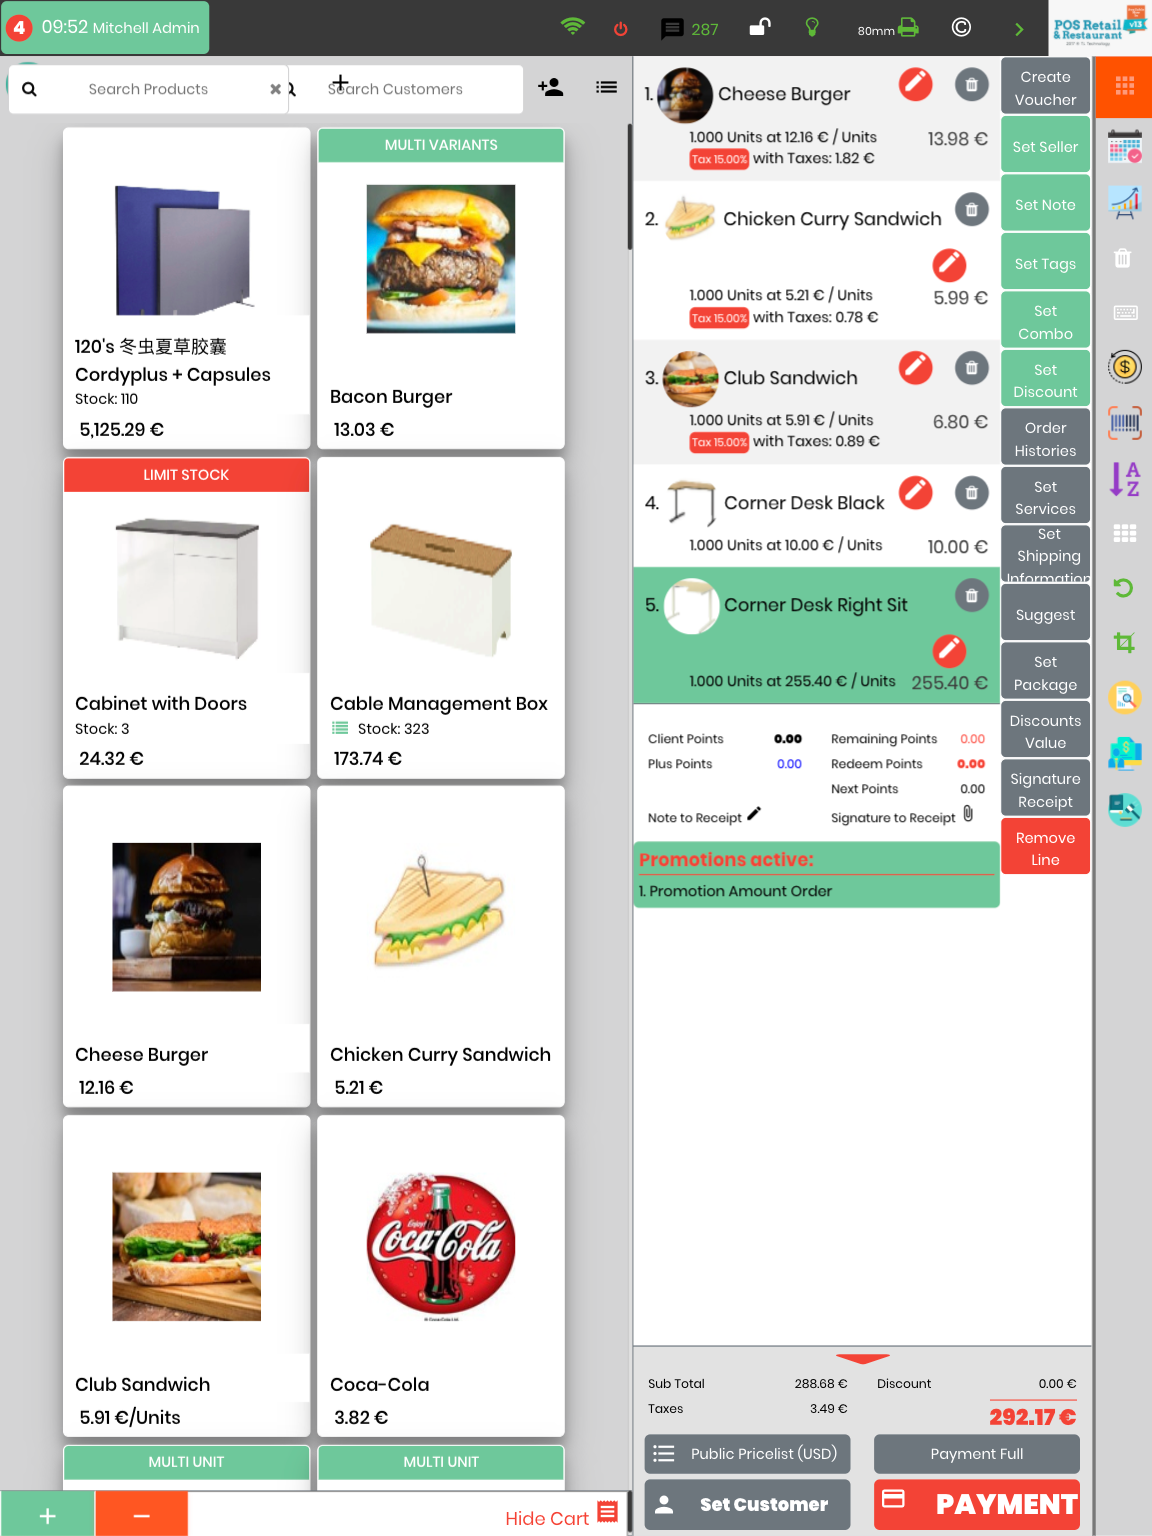 4 09:52 Mitchell Admin
287
80mm
POS Retail
& Restaurant
v13
Search Products
Search Customers
120's 冬虫夏草胶囊
Cordyplus + Capsules
Stock: 110
5,125.29 €
MULTI VARIANTS
Bacon Burger
13.03 €
LIMIT STOCK
Cabinet with Doors
Stock: 3
24.32 €
Cable Management Box
Stock: 323
173.74 €
Cheese Burger
12.16 €
Chicken Curry Sandwich
5.21 €
Club Sandwich
5.91 €/Units
Enjoy
Coca-Cola
Coca-Cola
3.82 €
MULTI UNIT
MULTI UNIT
+
−
Hide Cart
1. Cheese Burger
1.000 Units at 12.16 € / Units
13.98 €
Tax 15.00% with Taxes: 1.82 €
2. Chicken Curry Sandwich
1.000 Units at 5.21 € / Units
5.99 €
Tax 15.00% with Taxes: 0.78 €
3. Club Sandwich
1.000 Units at 5.91 € / Units
6.80 €
Tax 15.00% with Taxes: 0.89 €
4. Corner Desk Black
1.000 Units at 10.00 € / Units
10.00 €
5. Corner Desk Right Sit
1.000 Units at 255.40 € / Units
255.40 €
Client Points 0.00 Remaining Points 0.00
Plus Points 0.00 Redeem Points 0.00
Next Points 0.00
Note to Receipt Signature to Receipt
Promotions active:
1. Promotion Amount Order
Sub Total 288.68 € Discount 0.00 €
Taxes 3.49 €
292.17 €
Public Pricelist (USD)
Payment Full
Set Customer
PAYMENT
Create
Voucher
Set Seller
Set Note
Set Tags
Set
Combo
Set
Discount
Order
Histories
Set
Services
Set
Shipping
Information
Suggest
Set
Package
Discounts
Value
Signature
Receipt
Remove
Line
A
Z